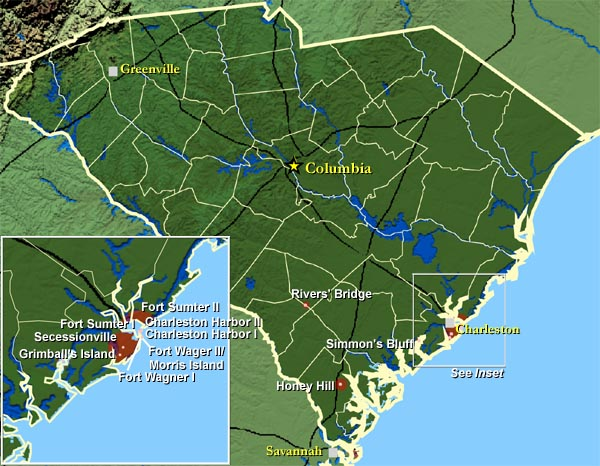 Greenville
Columbia
Rivers' Bridge
Charleston
Simmon's Bluff
See Inset
Honey Hill
Savannah
Fort Sumter II
Fort Sumter I
Charleston Harbor II
Secessionville
Charleston Harbor I
Grimball's Island
Fort Wager II/
Morris Island
Fort Wagner I